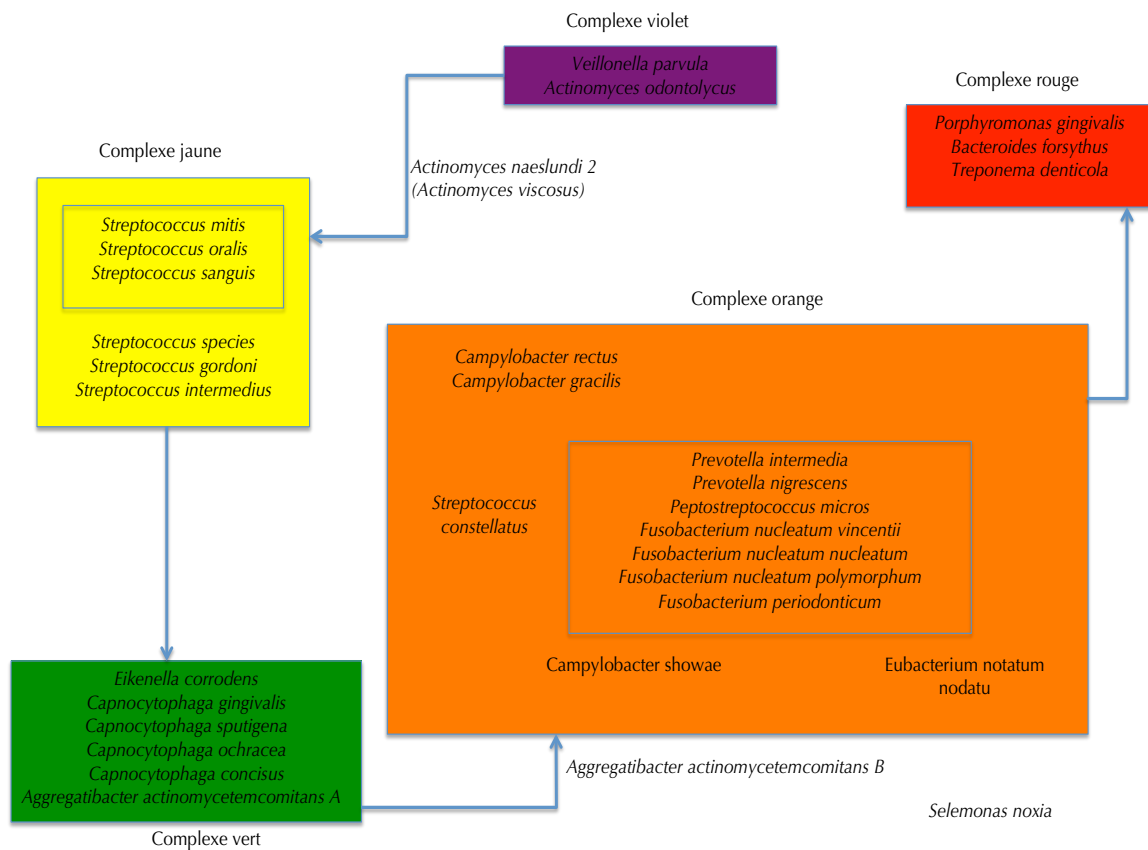 Complexe violet
Veillonella parvula
Actinomyces odontolycus
Complexe rouge
Porphyromonas gingivalis
Bacteroides forsythus
Treponema denticola
Complexe jaune
Actinomyces naeslundi 2
(Actinomyces viscosus)
Streptococcus mitis
Streptococcus oralis
Streptococcus sanguis
Streptococcus species
Streptococcus gordoni
Streptococcus intermedius
Complexe orange
Campylobacter rectus
Campylobacter gracilis
Streptococcus
constellatus
Prevotella intermedia
Prevotella nigrescens
Peptostreptococcus micros
Fusobacterium nucleatum vincentii
Fusobacterium nucleatum nucleatum
Fusobacterium nucleatum polymorphum
Fusobacterium periodonticum
Campylobacter showae
Eubacterium notatum
nodatu
Eikenella corrodens
Capnocytophaga gingivalis
Capnocytophaga sputigena
Capnocytophaga ochracea
Capnocytophaga concisus
Aggregatibacter actinomycetemcomitans A
Complexe vert
Aggregatibacter actinomycetemcomitans B
Selemonas noxia